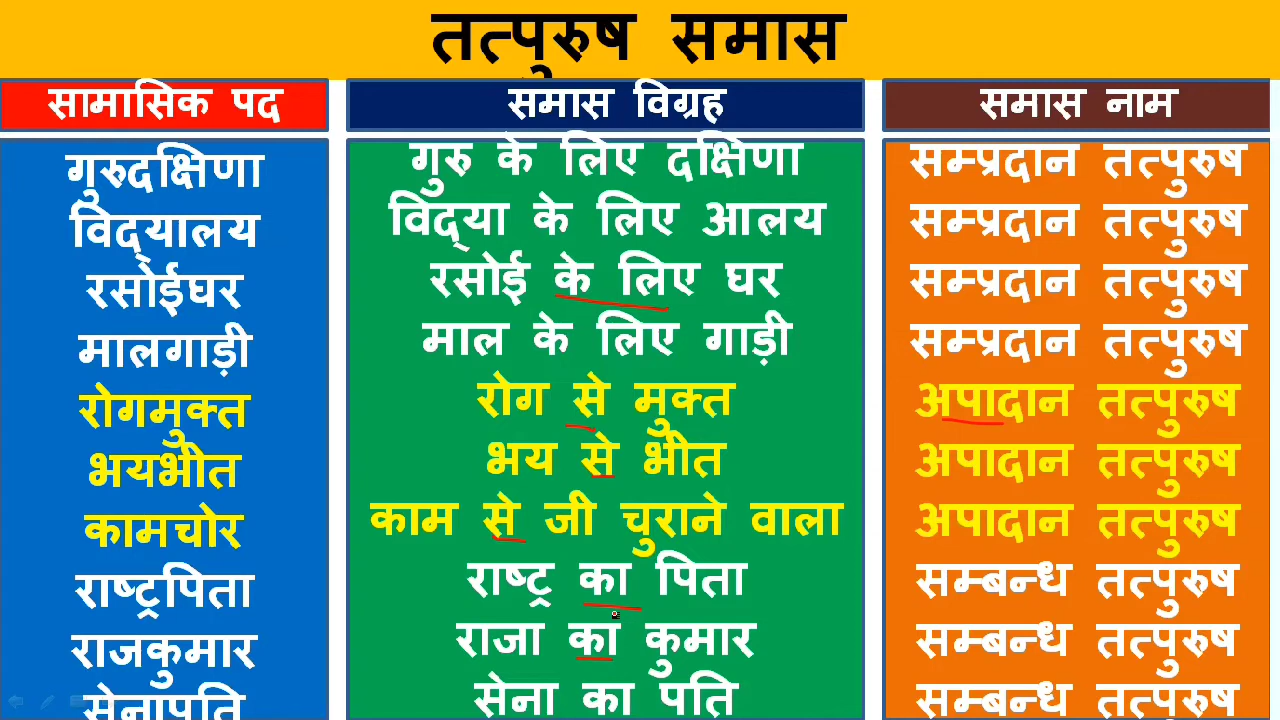 तत्पुरुष समास
सामासिक पद समास विग्रह समास नाम
गुरुदक्षिणा गुरु के लिए दक्षिणा सम्प्रदान तत्पुरुष
विद्यालय विद्या के लिए आलय सम्प्रदान तत्पुरुष
रसोईघर रसोई के लिए घर सम्प्रदान तत्पुरुष
मालगाड़ी माल के लिए गाड़ी सम्प्रदान तत्पुरुष
रोगमुक्त रोग से मुक्त अपादान तत्पुरुष
भयभीत भय से भीत अपादान तत्पुरुष
कामचोर काम से जी चुराने वाला अपादान तत्पुरुष
राष्ट्रपिता राष्ट्र का पिता सम्बन्ध तत्पुरुष
राजकुमार राजा का कुमार सम्बन्ध तत्पुरुष
सेनापति सेना का पति सम्बन्ध तत्पुरुष